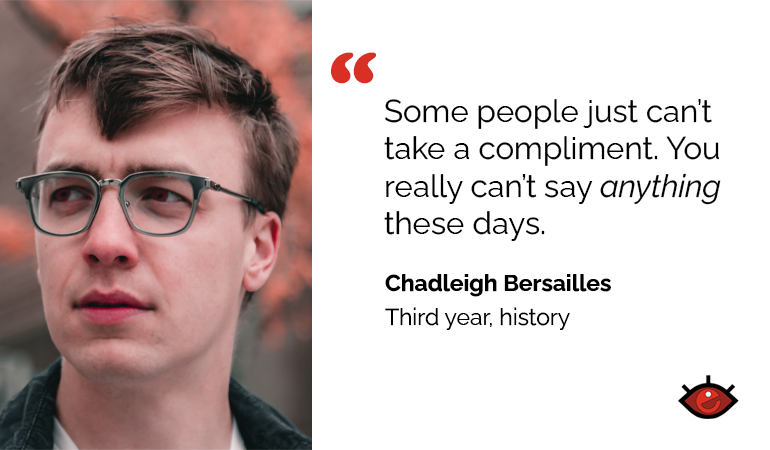 “
Some people just can’t
take a compliment. You
really can’t say anything
these days.
Chadleigh Bersailles
Third year, history